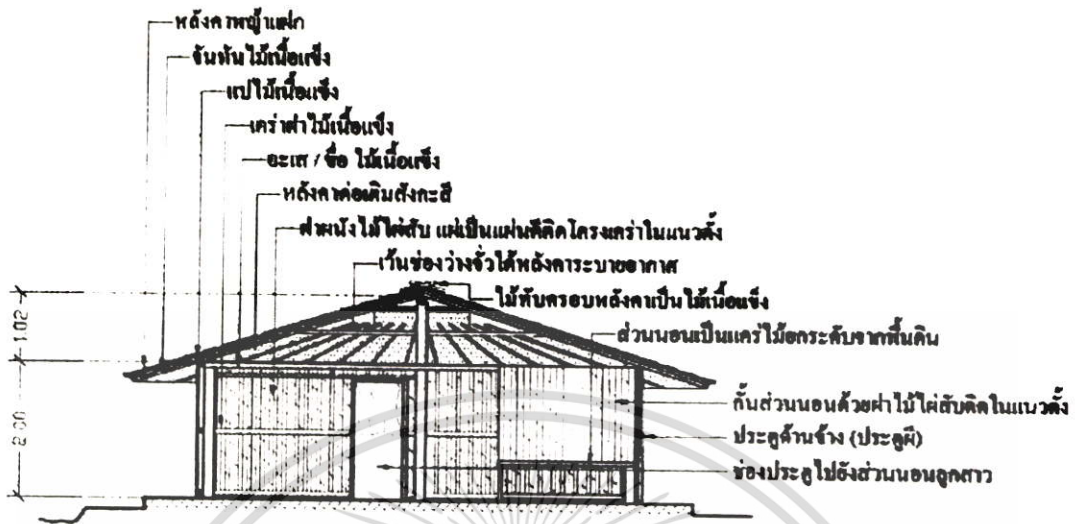 หลังคาหญ้าแฝก
จันทันไม้เนื้อแข็ง
แปไม้เนื้อแข็ง
เคร่าฝาไม้เนื้อแข็ง
อะเส / ขื่อ ไม้เนื้อแข็ง
หลังคาต่อเติมสังกะสี
ฝาผนังไม้ไผ่สับ แผ่เป็นแผ่นตีติดโครงเคร่าในแนวตั้ง
เว้นช่องว่างจั่วใต้หลังคาระบายอากาศ
ไม้ทับครอบหลังคาเป็นไม้เนื้อแข็ง
ส่วนนอนเป็นแคร่ไม้ยกระดับจากพื้นดิน
กั้นส่วนนอนด้วยฝาไม้ไผ่สับติดในแนวตั้ง
ประตูด้านข้าง (ประตูผี)
ช่องประตูไปยังส่วนนอนลูกสาว
1.02
2.00